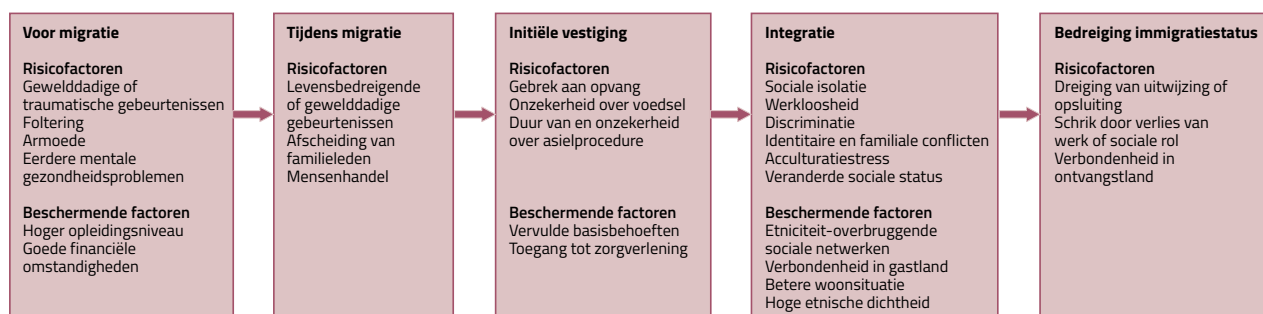 Voor migratie
Risicofactoren
Gewelddadige of
traumatische gebeurtenissen
Foltering
Armoede
Eerdere mentale
gezondheidsproblemen
Beschermende factoren
Hoger opleidingsniveau
Goede financiële
omstandigheden
Tijdens migratie
Risicofactoren
Levensbedreigende
of gewelddadige
gebeurtenissen
Afscheiding van
familieleden
Mensenhandel
Initiële vestiging
Risicofactoren
Gebrek aan opvang
Onzekerheid over voedsel
Duur van en onzekerheid
over asielprocedure
Beschermende factoren
Vervulde basisbehoeften
Toegang tot zorgverlening
Integratie
Risicofactoren
Sociale isolatie
Werkloosheid
Discriminatie
Identitaire en familiale conflicten
Acculturatiestress
Veranderde sociale status
Beschermende factoren
Etniciteit-overbruggende
sociale netwerken
Verbondenheid in gastland
Betere woonsituatie
Hoge etnische dichtheid
Bedreiging immigratiestatus
Risicofactoren
Dreiging van uitwijzing of
opsluiting
Schrik door verlies van
werk of sociale rol
Verbondenheid in
ontvangstland